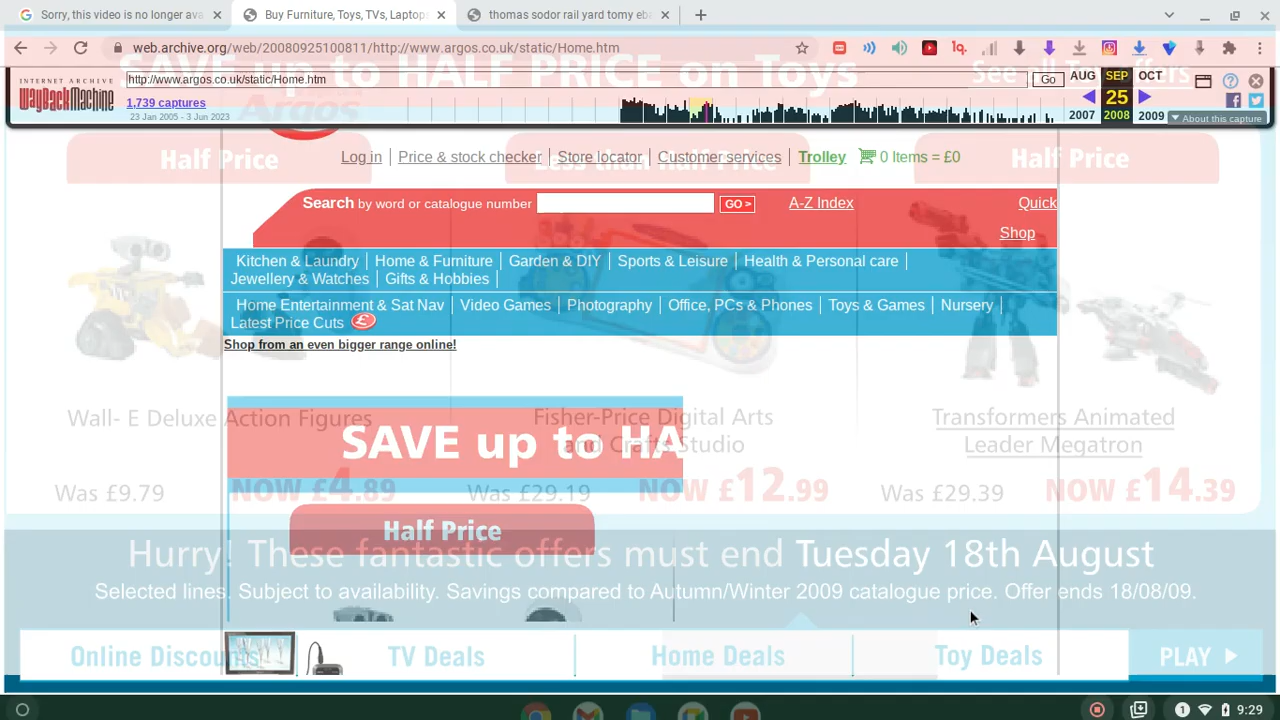 Sorry, this video is no longer ava
Buy Furniture, Toys, TVs, Laptops
thomas sodor rail yard tomy eb
web.archive.org/web/20080925100811/http://www.argos.co.uk/static/Home.htm
INTERNET ARCHIVE
WayBackMachine
http://www.argos.co.uk/static/Home.htm
Go
AUG
SEP
OCT
1,739 captures
25
23 Jan 2005 - 3 Jun 2023
2007
2008
2009
About this capture
SAVE up to HALF PRICE on Toys
See all Toy offers
Argos
Half Price
Less than Half Price
Half Price
Log in
Price & stock checker
Store locator
Customer services
Trolley
0 Items = £0
Search by word or catalogue number
GO >
A-Z Index
Quick
Shop
Kitchen & Laundry
Home & Furniture
Garden & DIY
Sports & Leisure
Health & Personal care
Jewellery & Watches
Gifts & Hobbies
Home Entertainment & Sat Nav
Video Games
Photography
Office, PCs & Phones
Toys & Games
Nursery
Latest Price Cuts £
Shop from an even bigger range online!
Wall- E Deluxe Action Figures
Fisher-Price Digital Arts
and Crafts Studio
Transformers Animated
Leader Megatron
SAVE up to HA
Was £9.79
NOW £4.89
Was £29.19
NOW £12.99
Was £29.39
NOW £14.39
Half Price
Hurry! These fantastic offers must end Tuesday 18th August
Selected lines. Subject to availability. Savings compared to Autumn/Winter 2009 catalogue price. Offer ends 18/08/09.
Online Discounts
TV Deals
Home Deals
Toy Deals
PLAY
1
9:29